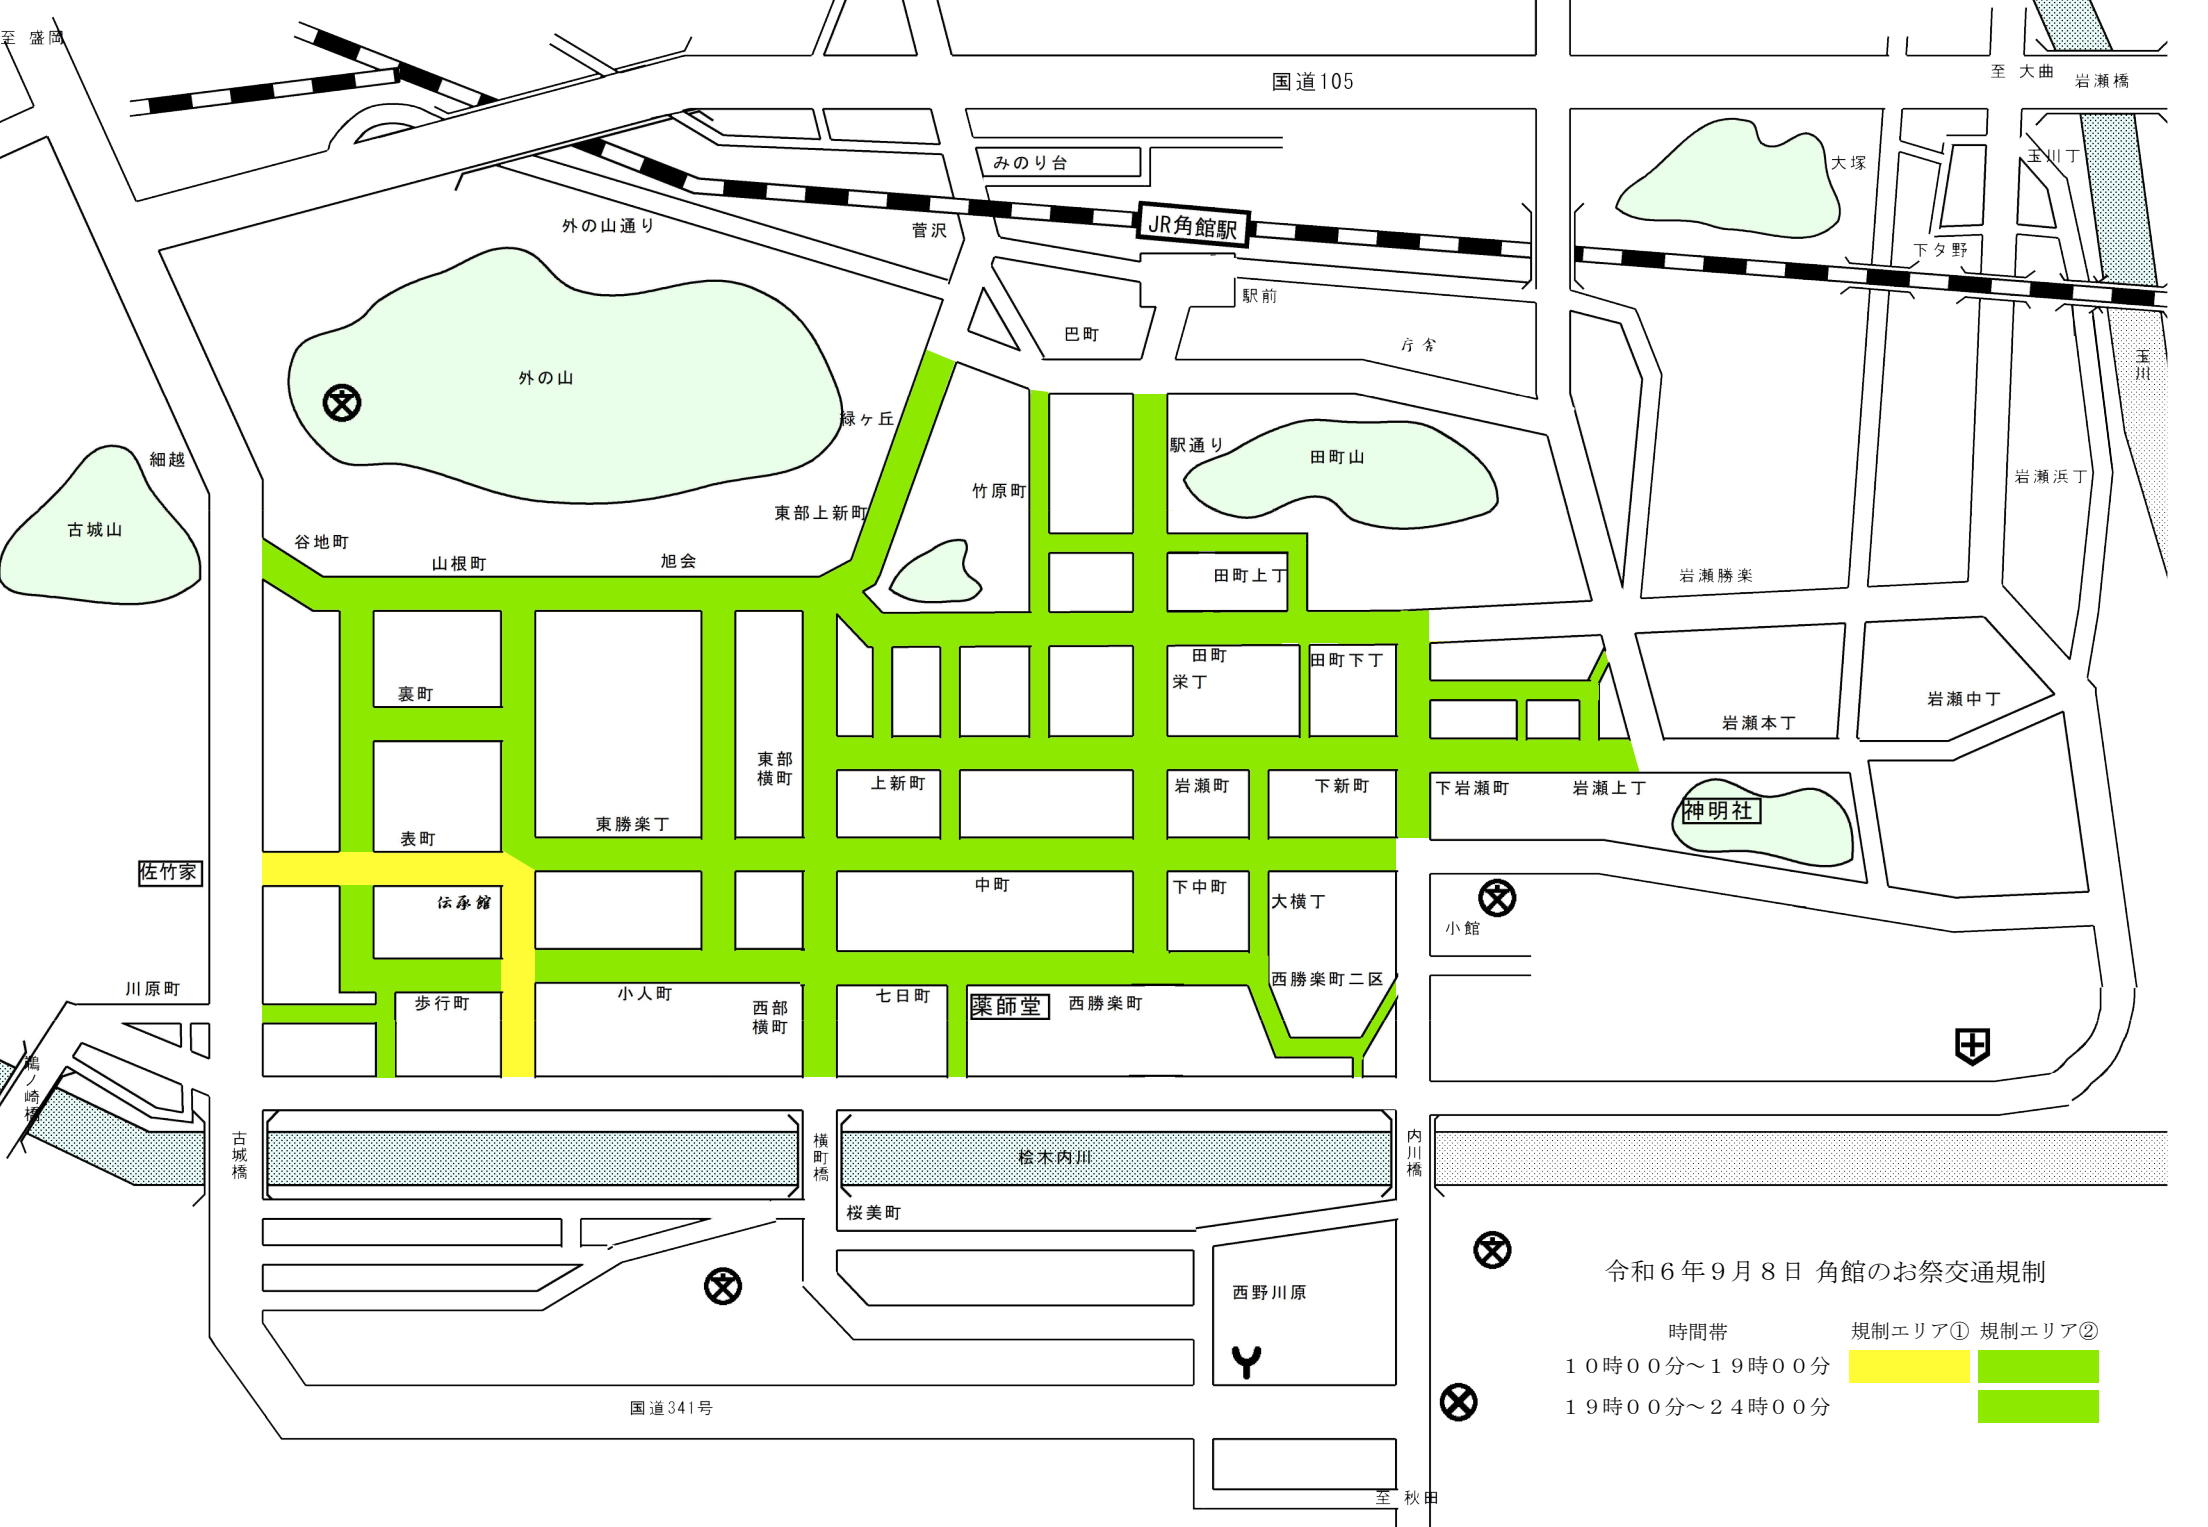 至 盛岡
国道105
至 大曲
岩瀬橋
みのり台
大塚
玉川丁
外の山通り
菅沢
JR角館駅
下タ野
駅前
巴町
庁舎
玉川
外の山
緑ヶ丘
駅通り
田町山
細越
竹原町
岩瀬浜丁
古城山
東部上新町
谷地町
山根町
旭会
田町上丁
岩瀬勝楽
裏町
田町
栄丁
田町下丁
岩瀬本丁
岩瀬中丁
東部
横町
上新町
岩瀬町
下新町
下岩瀬町
岩瀬上丁
神明社
表町
東勝楽丁
佐竹家
伝承館
中町
下中町
大横丁
小館
川原町
歩行町
小人町
西部
横町
七日町
薬師堂
西勝楽町
西勝楽町二区
鵜ノ崎橋
古城橋
横町橋
桧木内川
内川橋
桜美町
西野川原
国道341号
至 秋田
令和6年9月8日 角館のお祭交通規制
時間帯 規制エリア① 規制エリア②
10時00分～19時00分
19時00分～24時00分